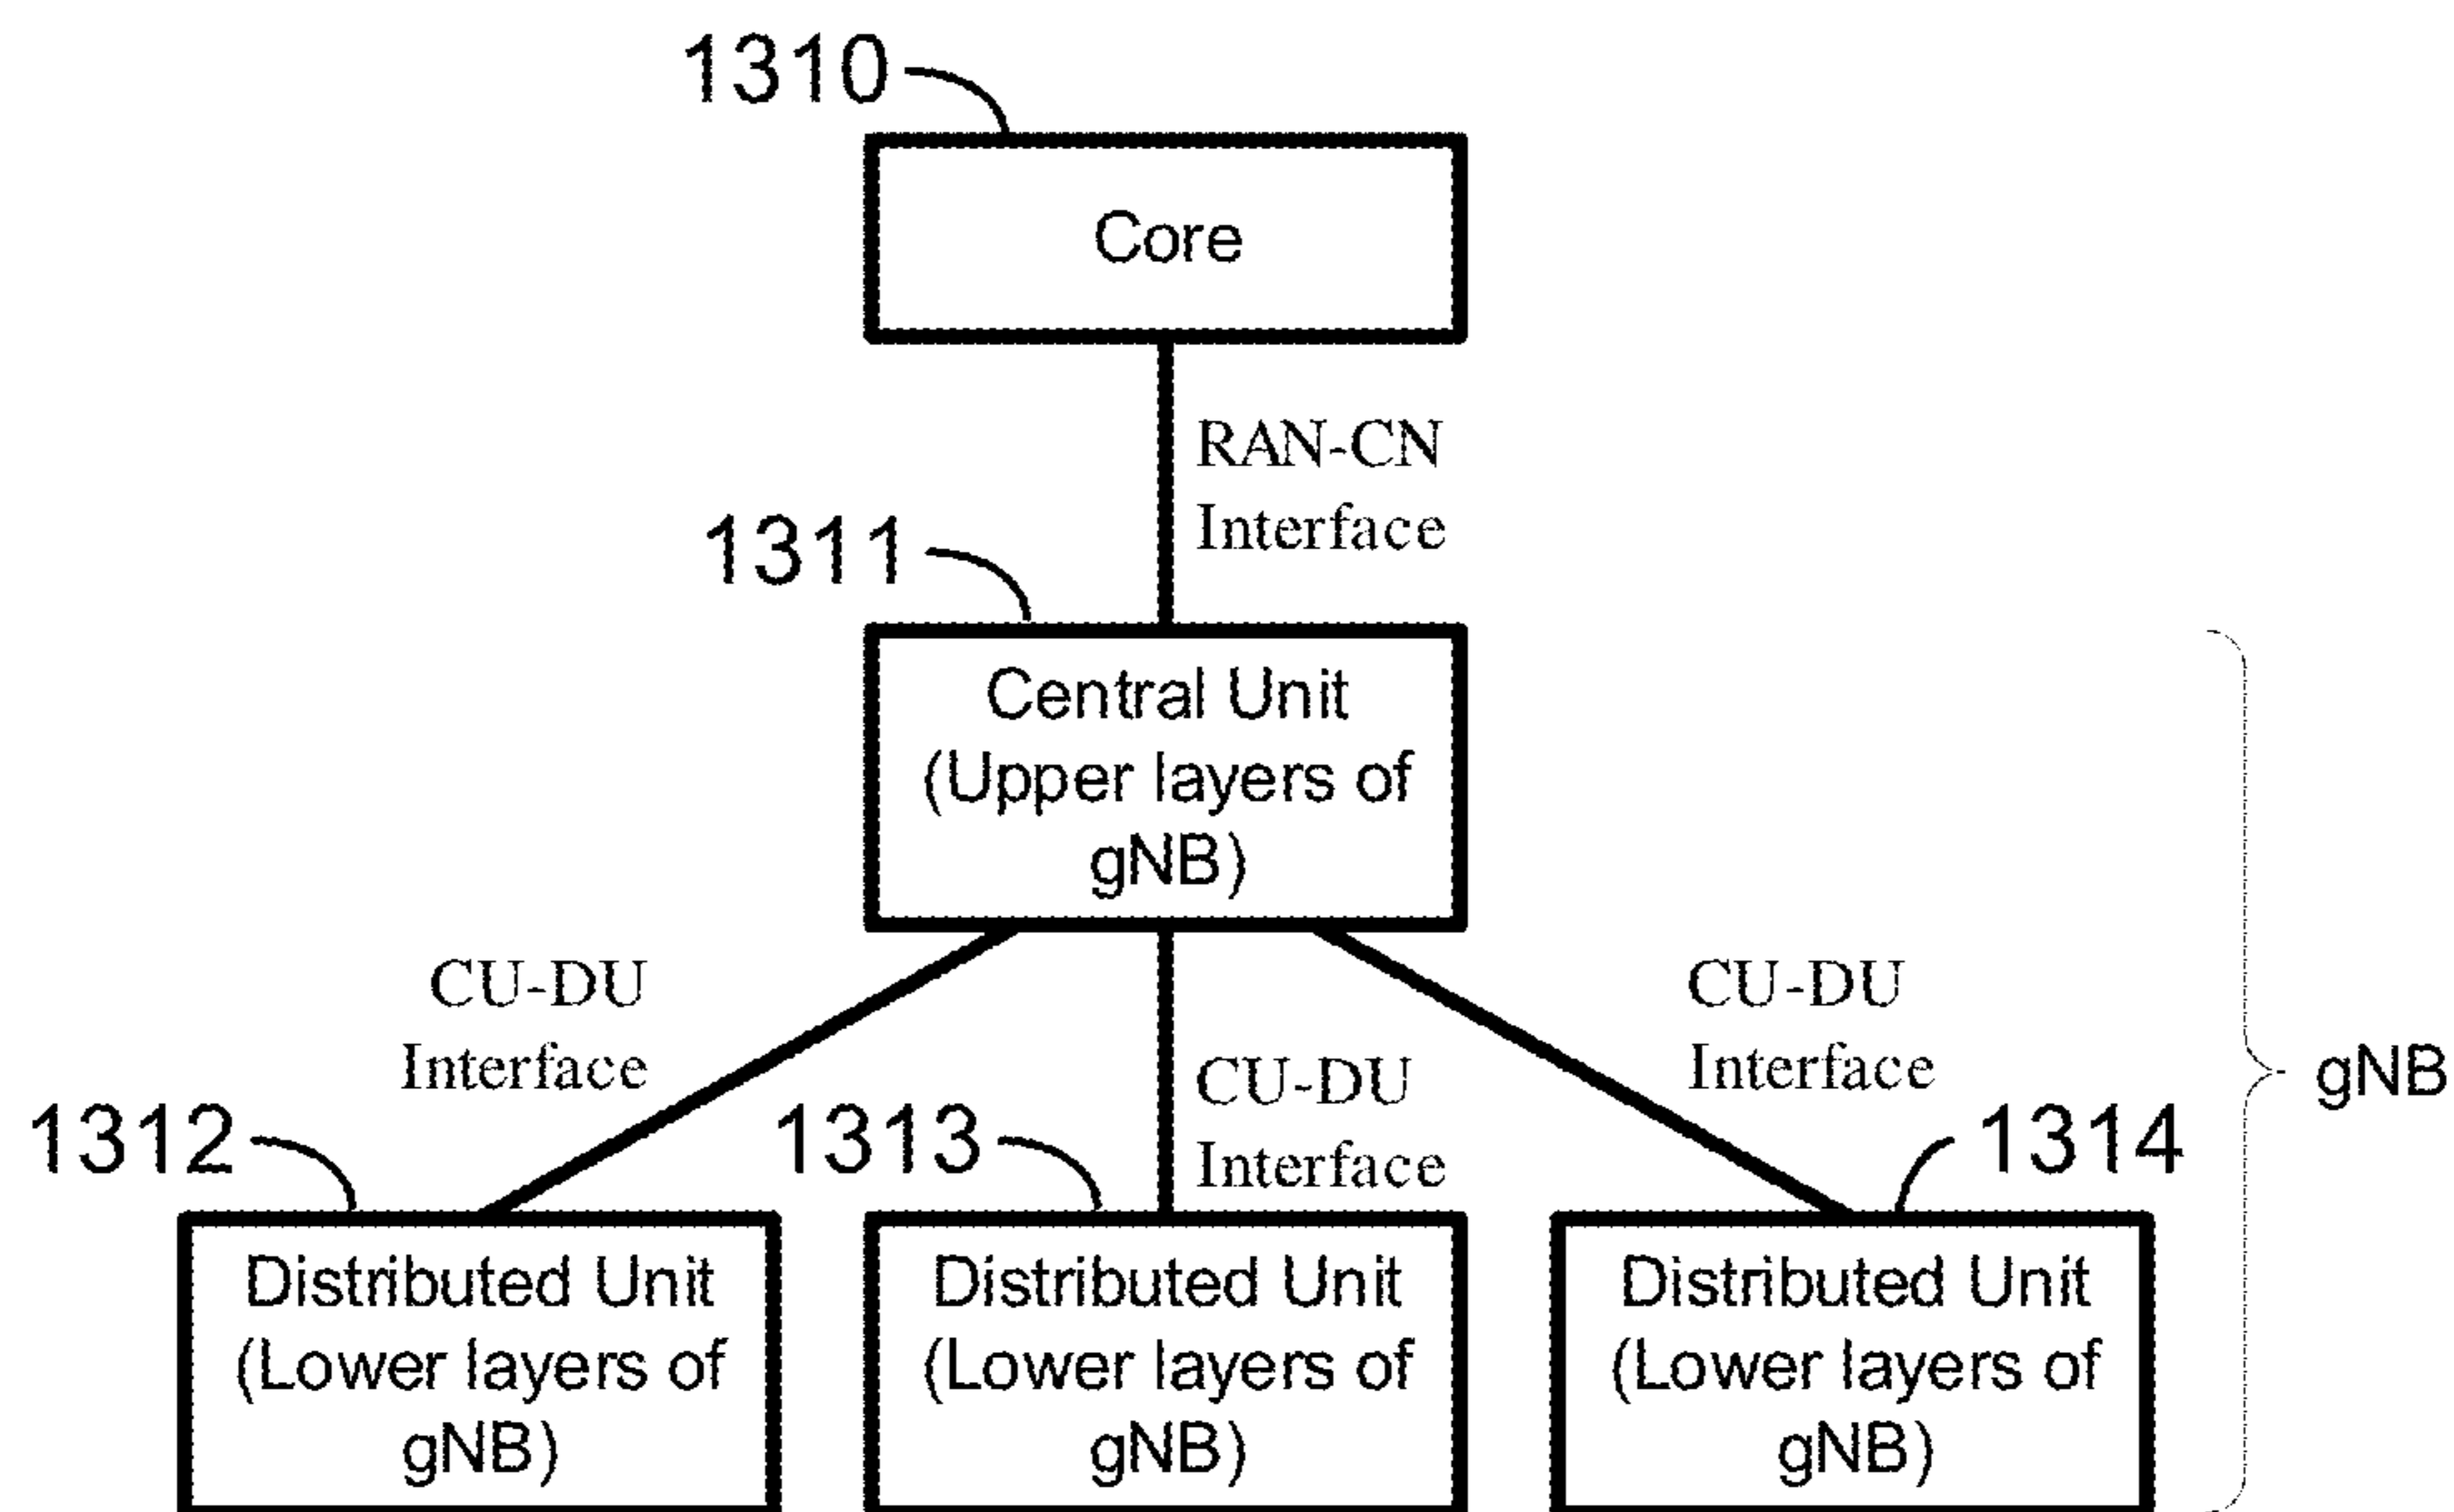 1310
Core
RAN-CN
Interface
1311
Central Unit
(Upper layers of
gNB)
CU-DU
Interface
CU-DU
Interface
CU-DU
Interface
gNB
1312
1313
1314
Distributed Unit
(Lower layers of
gNB)
Distributed Unit
(Lower layers of
gNB)
Distributed Unit
(Lower layers of
gNB)